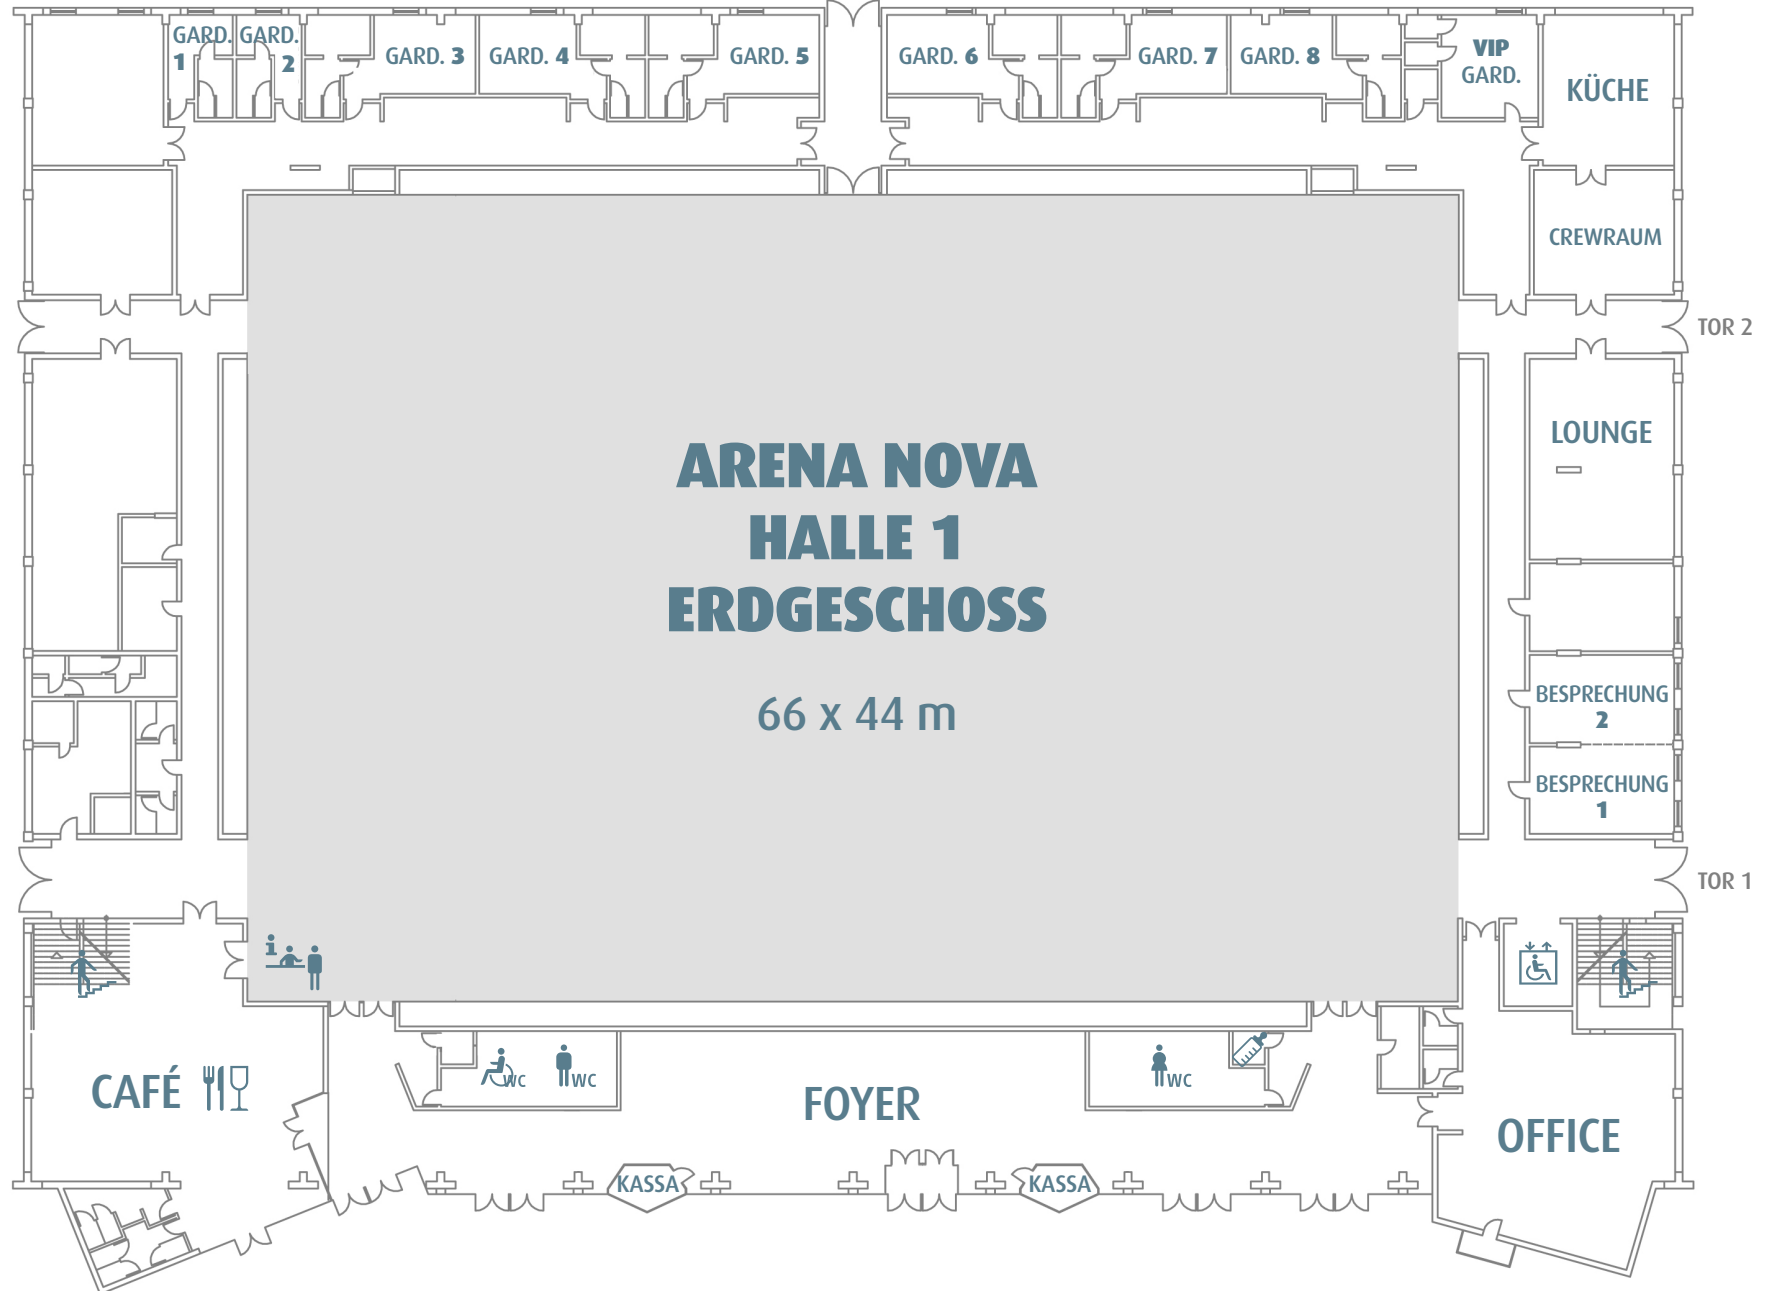 GARD. 1
GARD. 2
GARD. 3
GARD. 4
GARD. 5
GARD. 6
GARD. 7
GARD. 8
VIP
GARD.
KÜCHE
CREWRAUM
TOR 2
LOUNGE
ARENA NOVA
HALLE 1
ERDGESCHOSS
66 x 44 m
BESPRECHUNG
2
BESPRECHUNG
1
TOR 1
i
CAFÉ
WC
WC
FOYER
WC
OFFICE
KASSA
KASSA